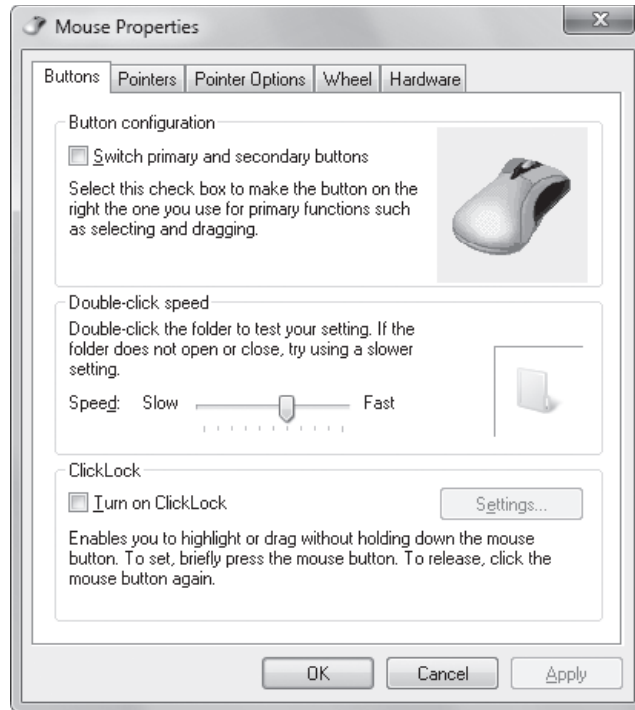 Mouse Properties
x
Buttons Pointers Pointer Options Wheel Hardware
Button configuration
Switch primary and secondary buttons
Select this check box to make the button on the
right the one you use for primary functions such
as selecting and dragging.
Double-click speed
Double-click the folder to test your setting. If the
folder does not open or close, try using a slower
setting.
Speed: Slow Fast
ClickLock
Turn on ClickLock Settings...
Enables you to highlight or drag without holding down the mouse
button. To set, briefly press the mouse button. To release, click the
mouse button again.
OK Cancel Apply